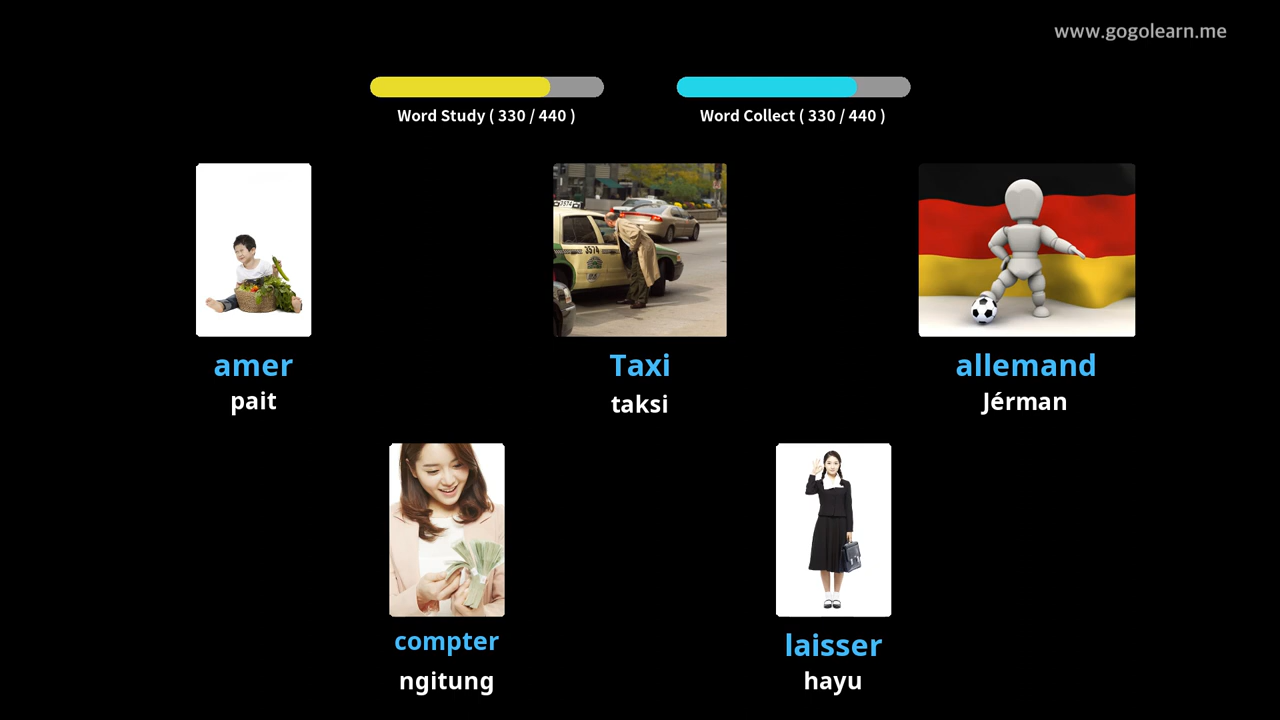 www.gogolearn.me
Word Study ( 330 / 440 )
Word Collect ( 330 / 440 )
3574
amer
Taxi
allemand
pait
taksi
Jérman
compter
laisser
ngitung
hayu